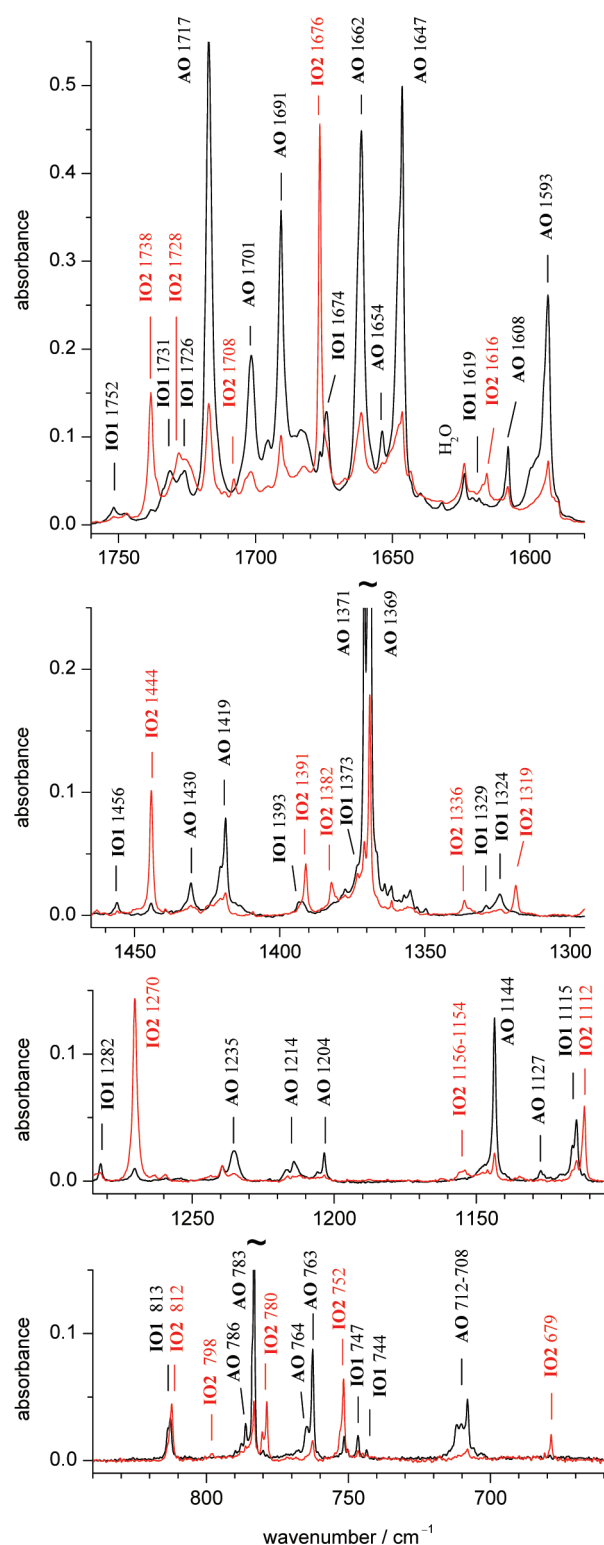 absorbance
0.5
0.4
0.3
0.2
0.1
0.0
IO1 1752
IO2 1738
IO1 1731
IO2 1728
IO1 1726
AO 1717
IO2 1708
AO 1701
AO 1691
IO2 1676
IO1 1674
AO 1662
AO 1654
AO 1647
H2O
IO1 1619
IO2 1616
AO 1608
AO 1593
1750
1700
1650
1600
absorbance
0.2
0.1
0.0
IO1 1456
IO2 1444
AO 1430
AO 1419
IO1 1393
IO2 1391
IO2 1382
IO1 1373
AO 1371
~
AO 1369
IO2 1336
IO1 1329
IO1 1324
IO2 1319
1450
1400
1350
1300
absorbance
0.1
0.0
IO1 1282
IO2 1270
AO 1235
AO 1214
AO 1204
IO2 1156-1154
AO 1144
AO 1127
IO1 1115
IO2 1112
1250
1200
1150
absorbance
0.1
0.0
IO1 813
IO2 812
IO2 798
AO 786
AO 783
~
IO2 780
AO 764
AO 763
IO2 752
IO1 747
IO1 744
AO 712-708
IO2 679
800
750
700
wavenumber / cm⁻¹